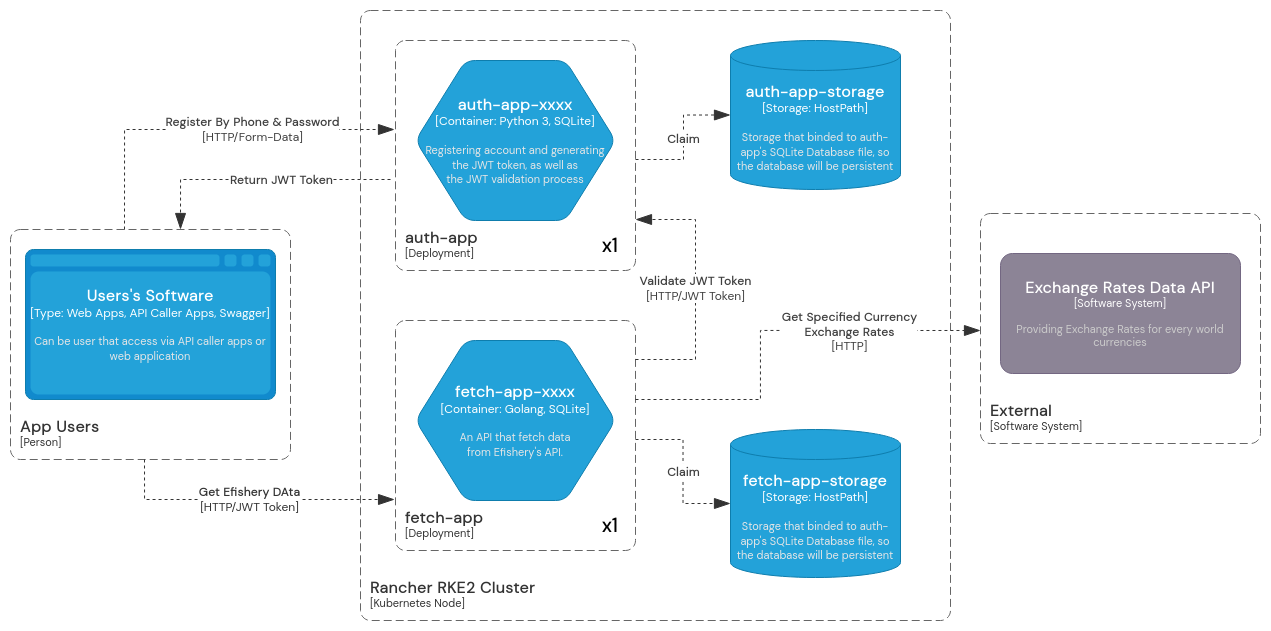 Register By Phone & Password
[HTTP/Form-Data]
Return JWT Token
Users's Software
[Type: Web Apps, API Caller Apps, Swagger]
Can be user that access via API caller apps or
web application
App Users
[Person]
Get Efishery DAta
[HTTP/JWT Token]
auth-app-xxxx
[Container: Python 3, SQLite]
Registering account and generating
the JWT token, as well as
the JWT validation process
auth-app
[Deployment]
x1
Claim
auth-app-storage
[Storage: HostPath]
Storage that binded to auth-
app's SQLite Database file, so
the database will be persistent
Validate JWT Token
[HTTP/JWT Token]
fetch-app-xxxx
[Container: Golang, SQLite]
An API that fetch data
from Efishery's API.
fetch-app
[Deployment]
x1
Get Specified Currency
Exchange Rates
[HTTP]
Claim
fetch-app-storage
[Storage: HostPath]
Storage that binded to auth-
app's SQLite Database file, so
the database will be persistent
Rancher RKE2 Cluster
[Kubernetes Node]
Exchange Rates Data API
[Software System]
Providing Exchange Rates for every world
currencies
External
[Software System]